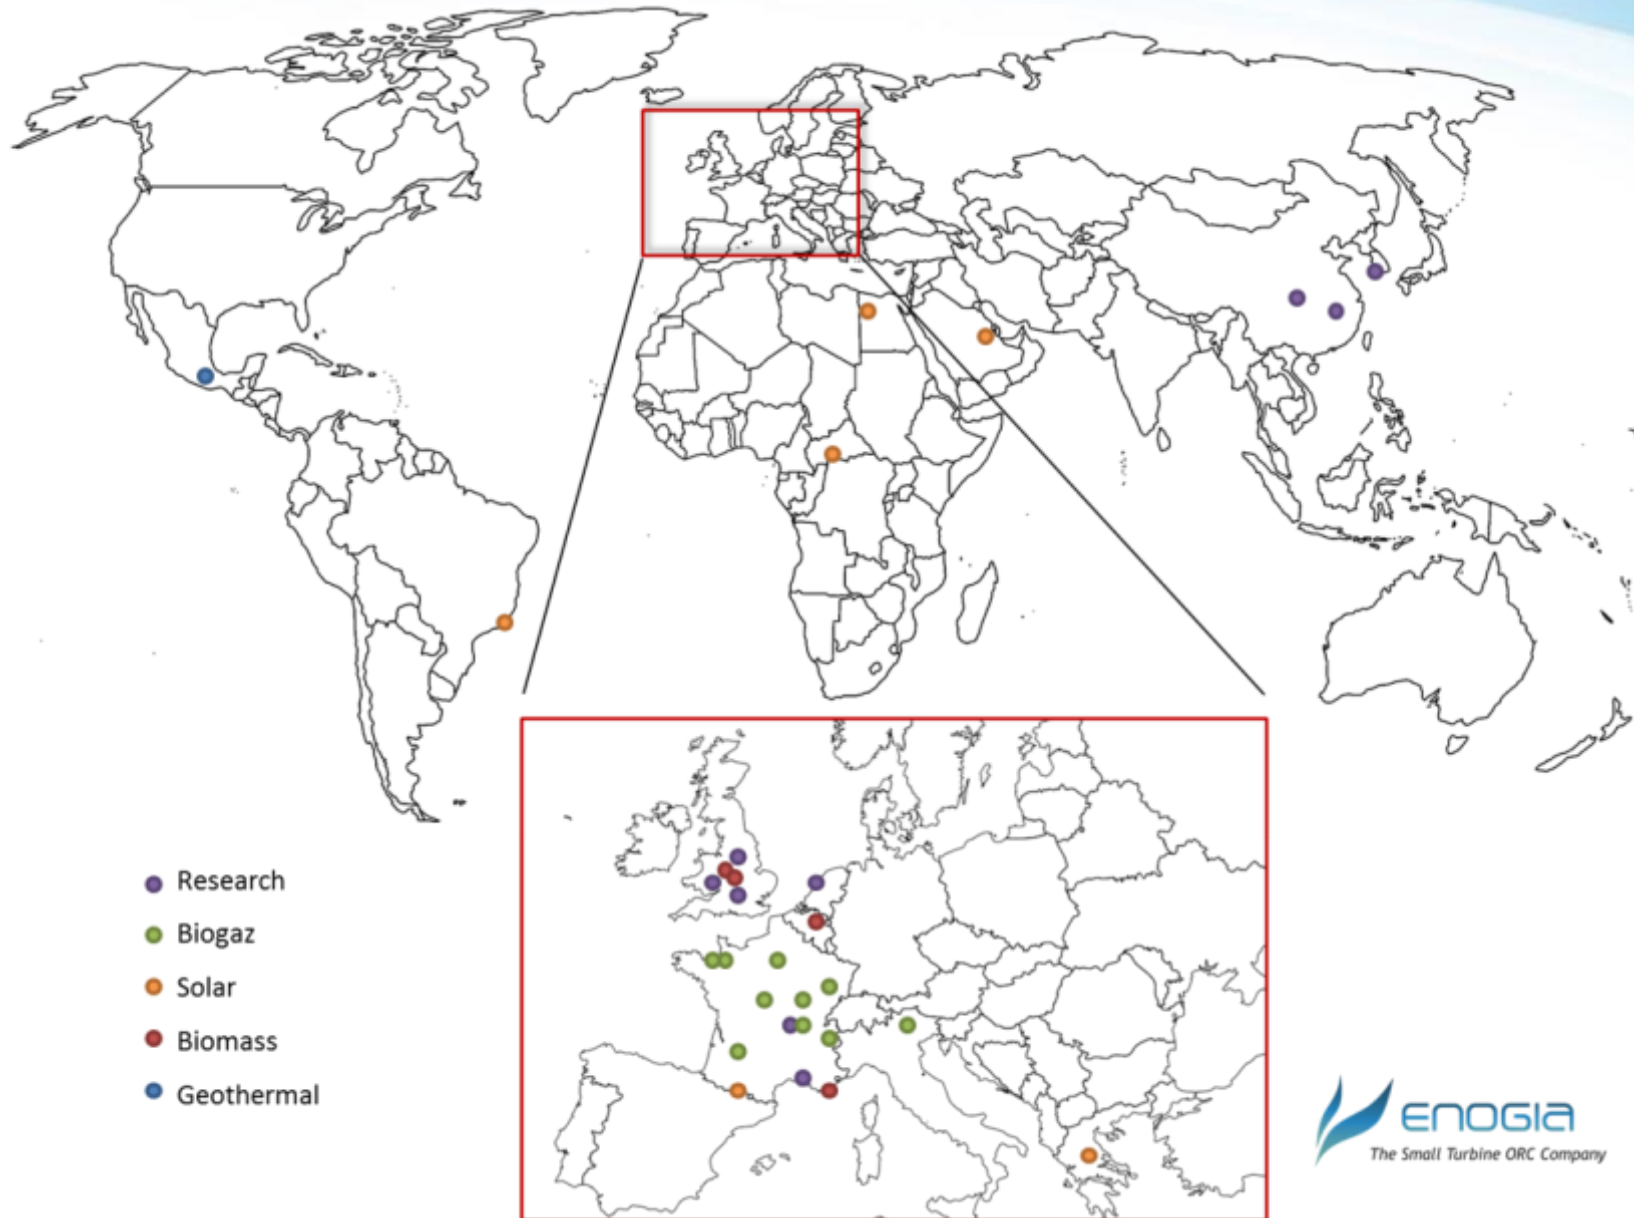 Research
Biogaz
Solar
Biomass
Geothermal
ENOGIA
The Small Turbine ORC Company